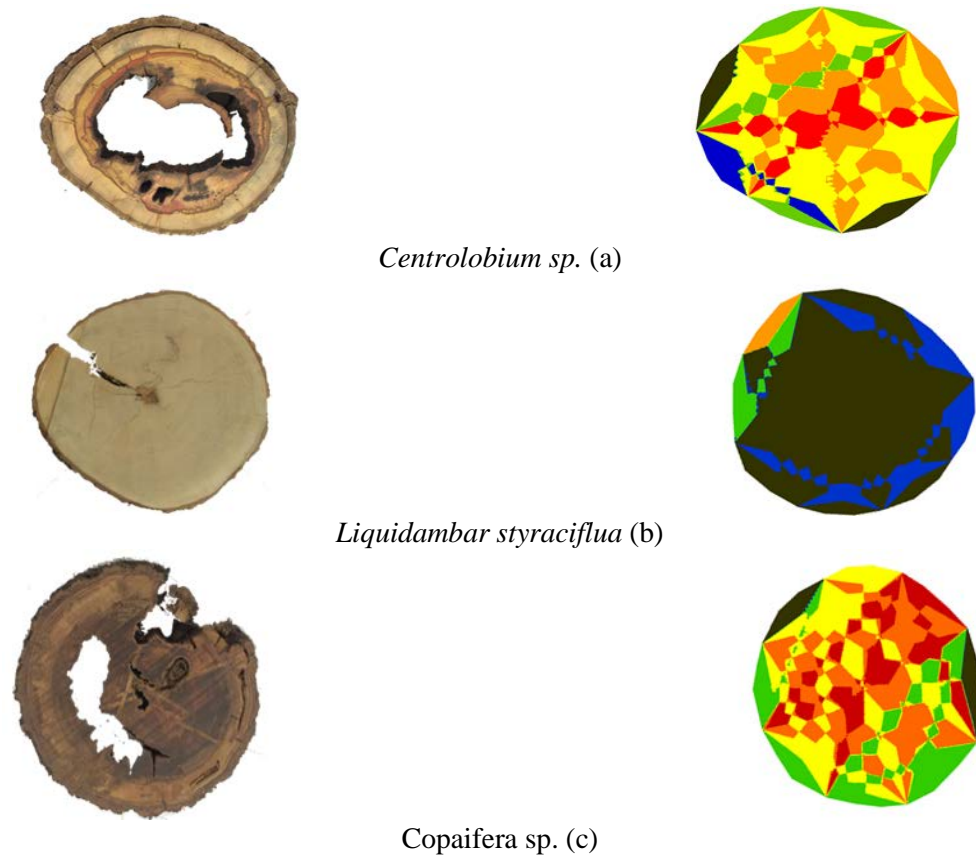 Centrolobium sp. (a)
Liquidambar styraciflua (b)
Copaifera sp. (c)